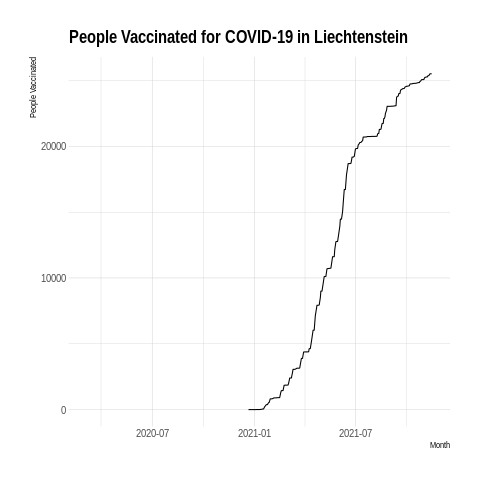 People Vaccinated for COVID-19 in Liechtenstein
People Vaccinated
20000
10000
0
2020-07
2021-01
2021-07
Month